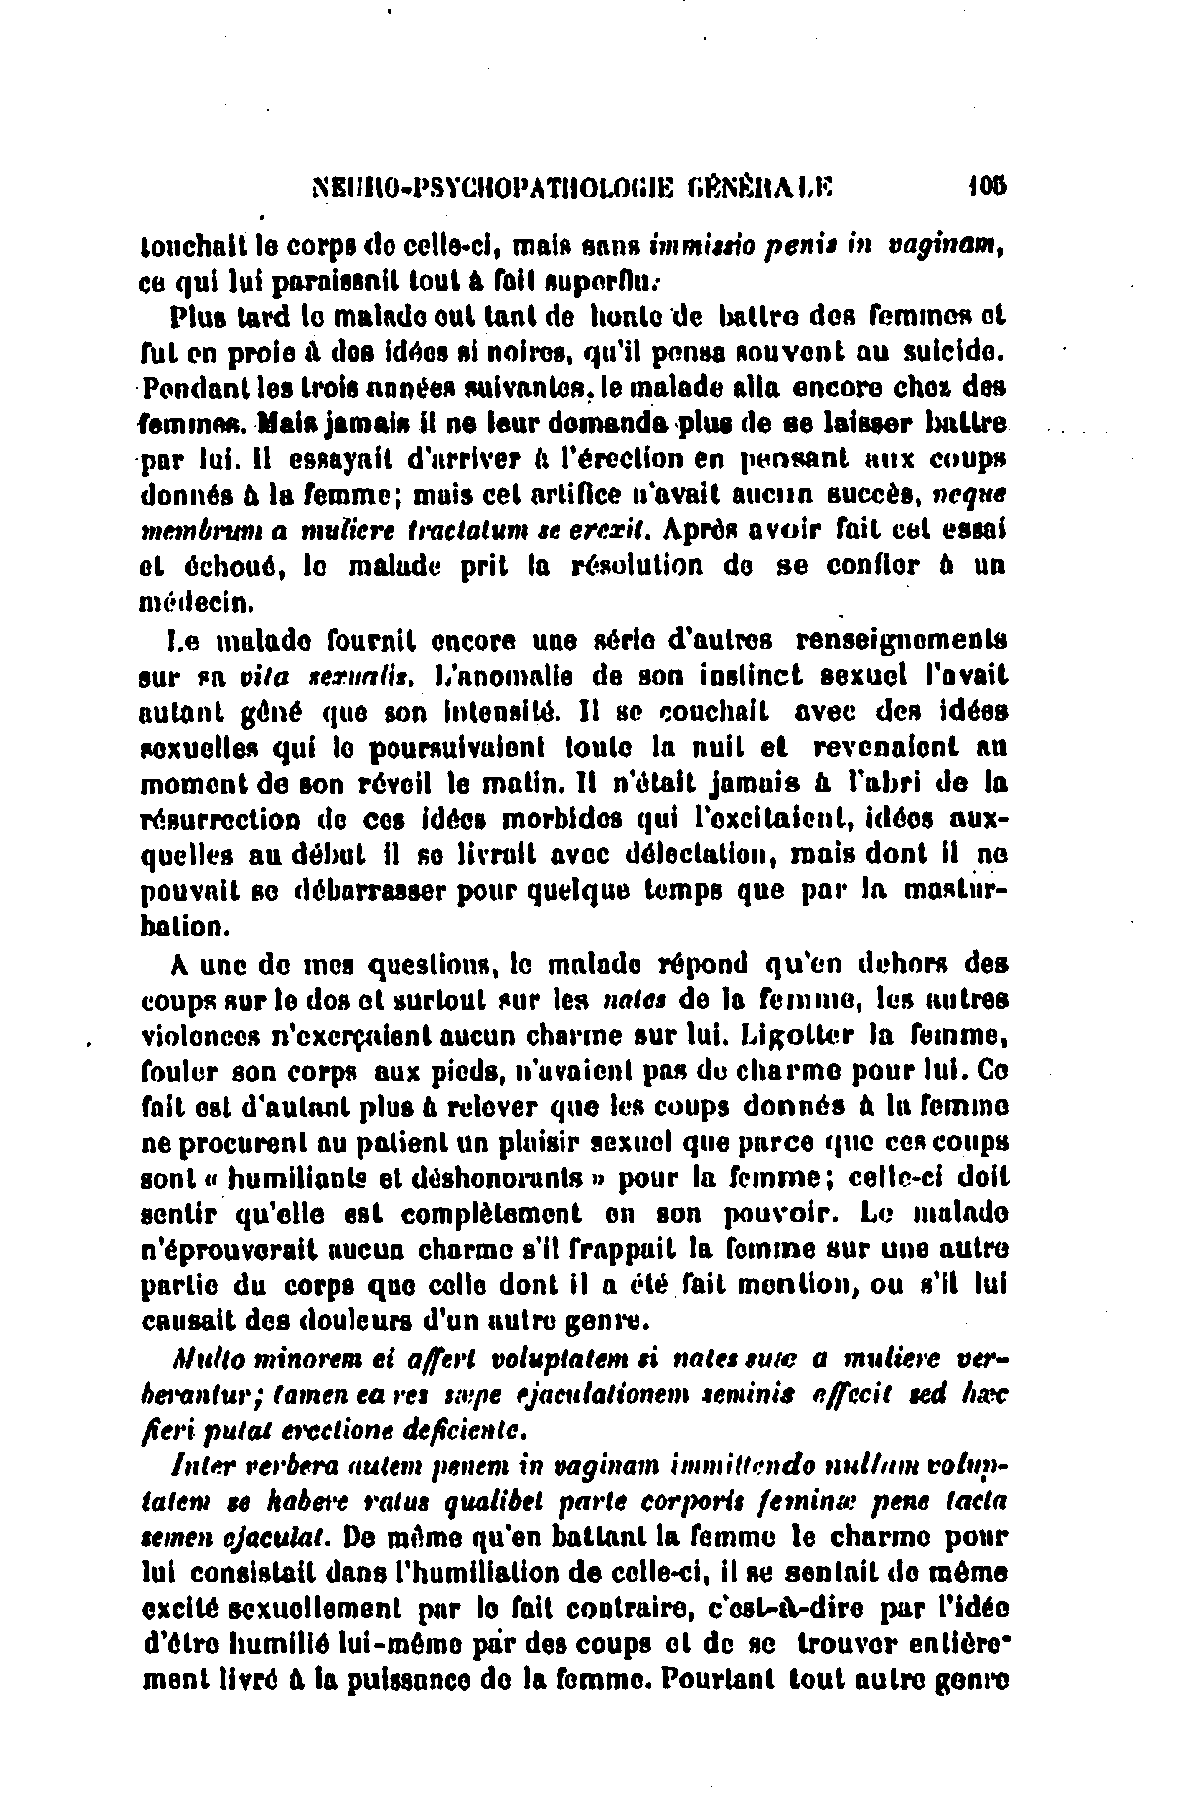 NEURO-PSYCHOPATHOLOGIE GÉNÉRALE 105
touchait le corps de celle-ci, mais sans immissio penis in vaginam,
ce qui lui paraissait tout à fait superflu.
Plus tard le malade eut tant de honte de battre des femmes et
fut en proie à des idées si noires, qu'il pensa souvent au suicide.
Pendant les trois années suivantes, le malade alla encore chez des
femmes. Mais jamais il ne leur demanda plus de se laisser battre
par lui. Il essayait d'arriver à l'érection en pensant aux coups
donnés à la femme; mais cet artifice n'avait aucun succès, neque
membrum a muliere tractatum se erexit. Après avoir fait cet essai
et échoué, le malade prit la résolution de se confier à un
médecin.
Le malade fournit encore une série d'autres renseignements
sur sa vita sexualis. L'anomalie de son instinct sexuel l'avait
autant gêné que son intensité. Il se couchait avec des idées
sexuelles qui le poursuivaient toute la nuit et revenaient au
moment de son réveil le matin. Il n'était jamais à l'abri de la
résurrection de ces idées morbides qui l'excitaient, idées aux-
quelles au début il se livrait avec délectation, mais dont il ne
pouvait se débarrasser pour quelque temps que par la mastur-
bation.
A une de mes questions, le malade répond qu'en dehors des
coups sur le dos et surtout sur les nates de la femme, les autres
violences n'exerçaient aucun charme sur lui. Ligotter la femme,
fouler son corps aux pieds, n'avaient pas de charme pour lui. Ce
fait est d'autant plus à relever que les coups donnés à la femme
ne procurent au patient un plaisir sexuel que parce que ces coups
sont « humiliants et déshonorants » pour la femme; celle-ci doit
sentir qu'elle est complètement en son pouvoir. Le malade
n'éprouverait aucun charme s'il frappait la femme sur une autre
partie du corps que celle dont il a été fait mention, ou s'il lui
causait des douleurs d'un autre genre.
Multo minorem ei affert voluptatem si nates suæ a muliere ver-
berantur; tamen ea res sæpe ejaculationem seminis effecit sed hæc
fieri putat erectione deficiente.
Inter verbera autem penem in vaginam immittendo nullam volup-
tatem se habere ratus qualibet parte corporis feminæ pene tacta
semen ejaculat. De même qu'en battant la femme le charme pour
lui consistait dans l'humiliation de celle-ci, il se sentait de même
excité sexuellement par le fait contraire, c'est-à-dire par l'idée
d'être humilié lui-même par des coups et de se trouver entière-
ment livré à la puissance de la femme. Pourtant tout autre genre